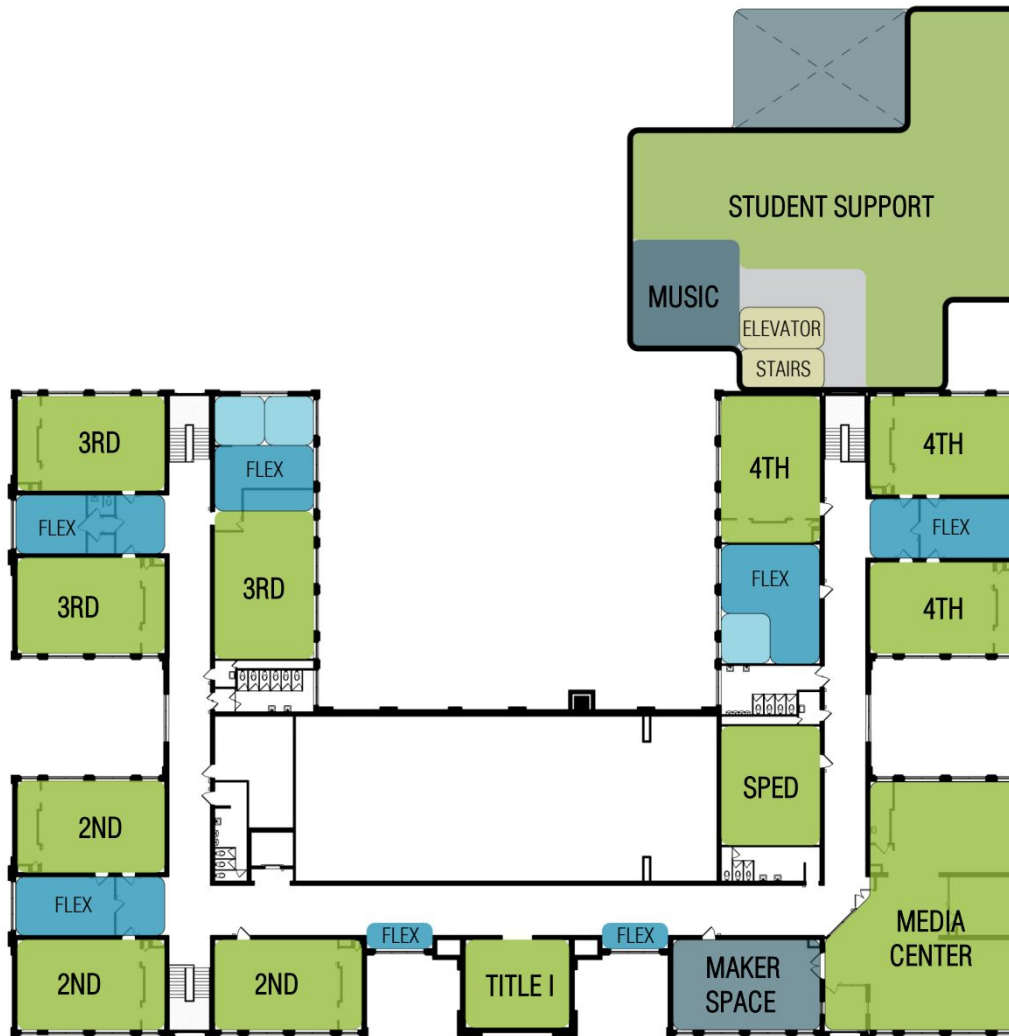 STUDENT SUPPORT
MUSIC
ELEVATOR
STAIRS
3RD
FLEX
4TH
4TH
FLEX
3RD
FLEX
FLEX
3RD
4TH
2ND
SPED
FLEX
MEDIA
CENTER
FLEX
FLEX
2ND
2ND
TITLE I
MAKER
SPACE